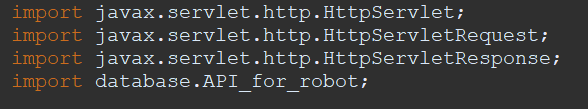 import javax.servlet.http.HttpServlet;
import javax.servlet.http.HttpServletRequest;
import javax.servlet.http.HttpServletResponse;
import database.API_for_robot;